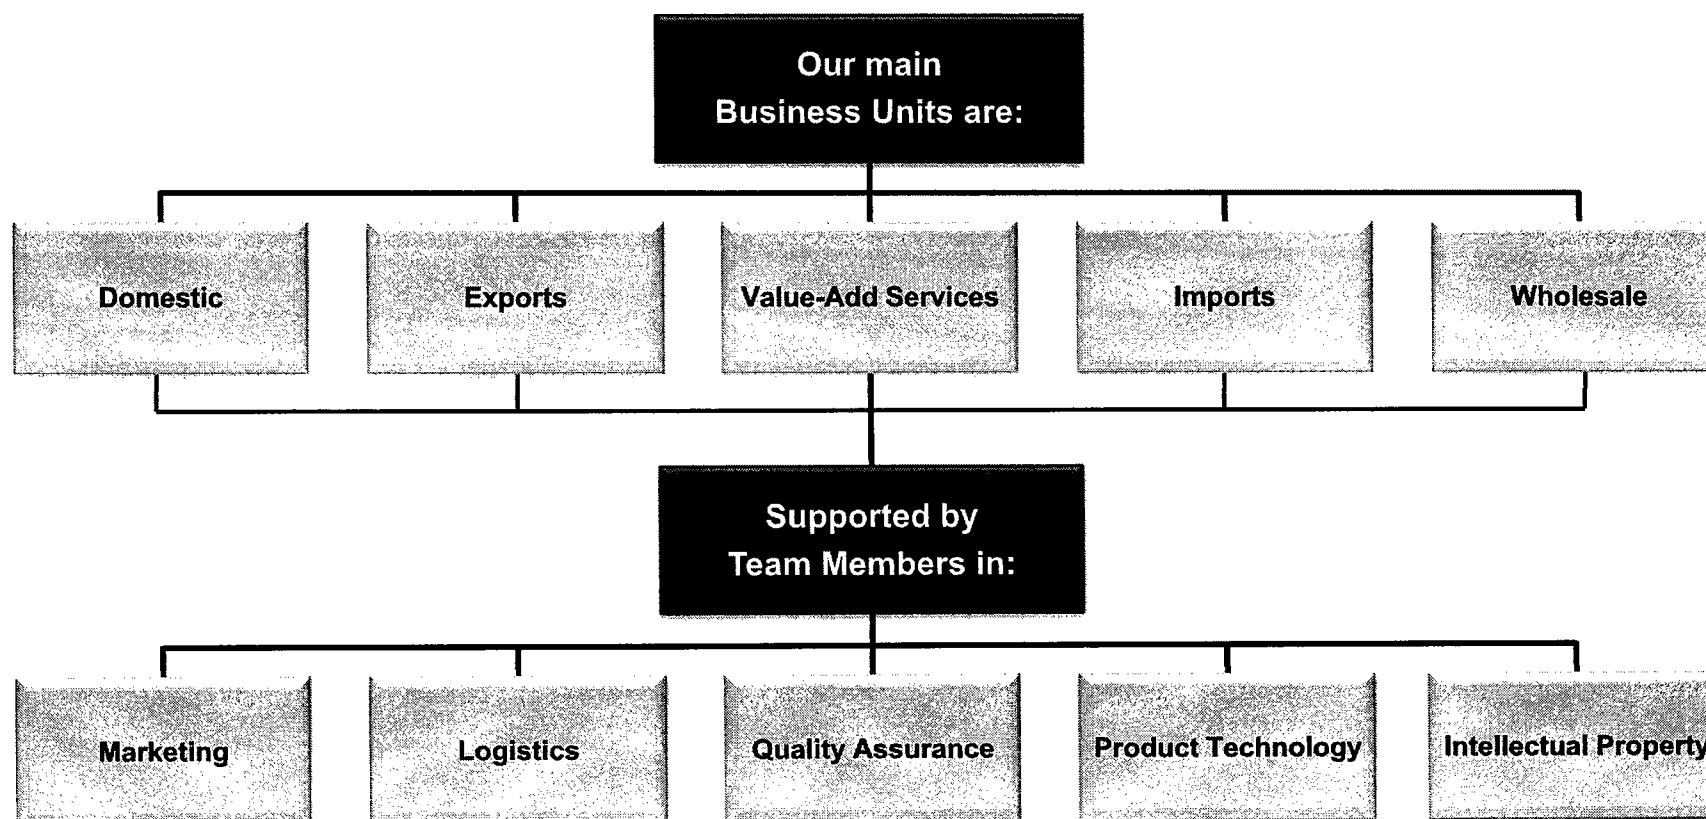 Our main
Business Units are:
Domestic
Exports
Value-Add Services
Imports
Wholesale
Supported by
Team Members in:
Marketing
Logistics
Quality Assurance
Product Technology
Intellectual Property